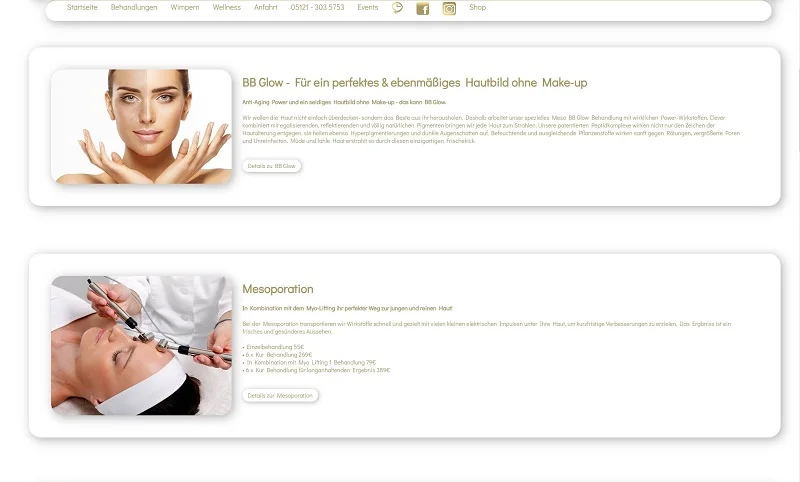 Startseite Behandlungen Wimpern Wellness Anfahrt 05121 - 303 5753 Events Shop
BB Glow - Für ein perfektes & ebenmäßiges Hautbild ohne Make-up
Anti-Aging Power und ein seidiges Hautbild ohne Make-up - das kann BB Glow.
Wir wollen die Haut nicht einfach überdecken- sondern das Beste aus ihr herausholen. Deshalb arbeitet unser spezielles Meso BB Glow Behandlung mit wirklichen Power-Wirkstoffen. Clever
kombiniert mit egalisierenden, reflektierenden und völlig natürlichen Pigmenten bringen wir jede Haut zum Strahlen. Unsere patentierten Peptidkomplexe wirken nicht nur den Zeichen der
Hautalterung entgegen, sie hellen ebenso Hyperpigmentierungen und dunkle Augenschatten auf. Befeuchtende und ausgleichende Pflanzenstoffe wirken sanft gegen Rötungen, vergrößerte Poren
und Unreinheiten. Müde und fahle Haut erstrahlt so durch diesen einzigartigen Frischekick.
Details zu BB Glow
Mesoporation
In Kombination mit dem Myo-Lifting ihr perfekter Weg zur jungen und reinen Haut!
Bei der Mesoporation transportieren wir Wirkstoffe schnell und gezielt mit vielen kleinen elektrischen Impulsen unter Ihre Haut, um kurzfristige Verbesserungen zu erzielen. Das Ergebniss ist ein
frisches und gesünderes Aussehen.
• Einzelbehandlung 55€
• 6 x Kur Behandlung 269€
• In Kombination mit Myo Lifting 1 Behandlung 79€
• 6 x Kur Behandlung für langanhaltenden Ergebnis 389€
Details zur Mesoporation